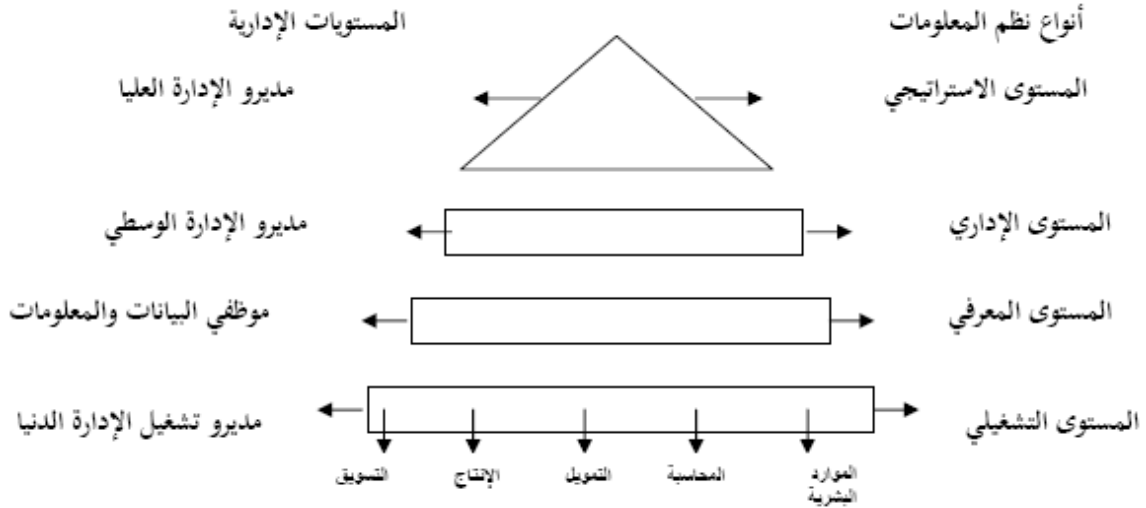 أنواع نظم المعلومات
المستويات الإدارية
المستوى الاستراتيجي
مديرو الإدارة العليا
المستوى الإداري
مديرو الإدارة الوسطي
المستوى المعرفي
موظفي البيانات والمعلومات
المستوى التشغيلي
مديرو تشغيل الإدارة الدنيا
الموارد
البشرية
المحاسبة
التمويل
الإنتاج
التسويق